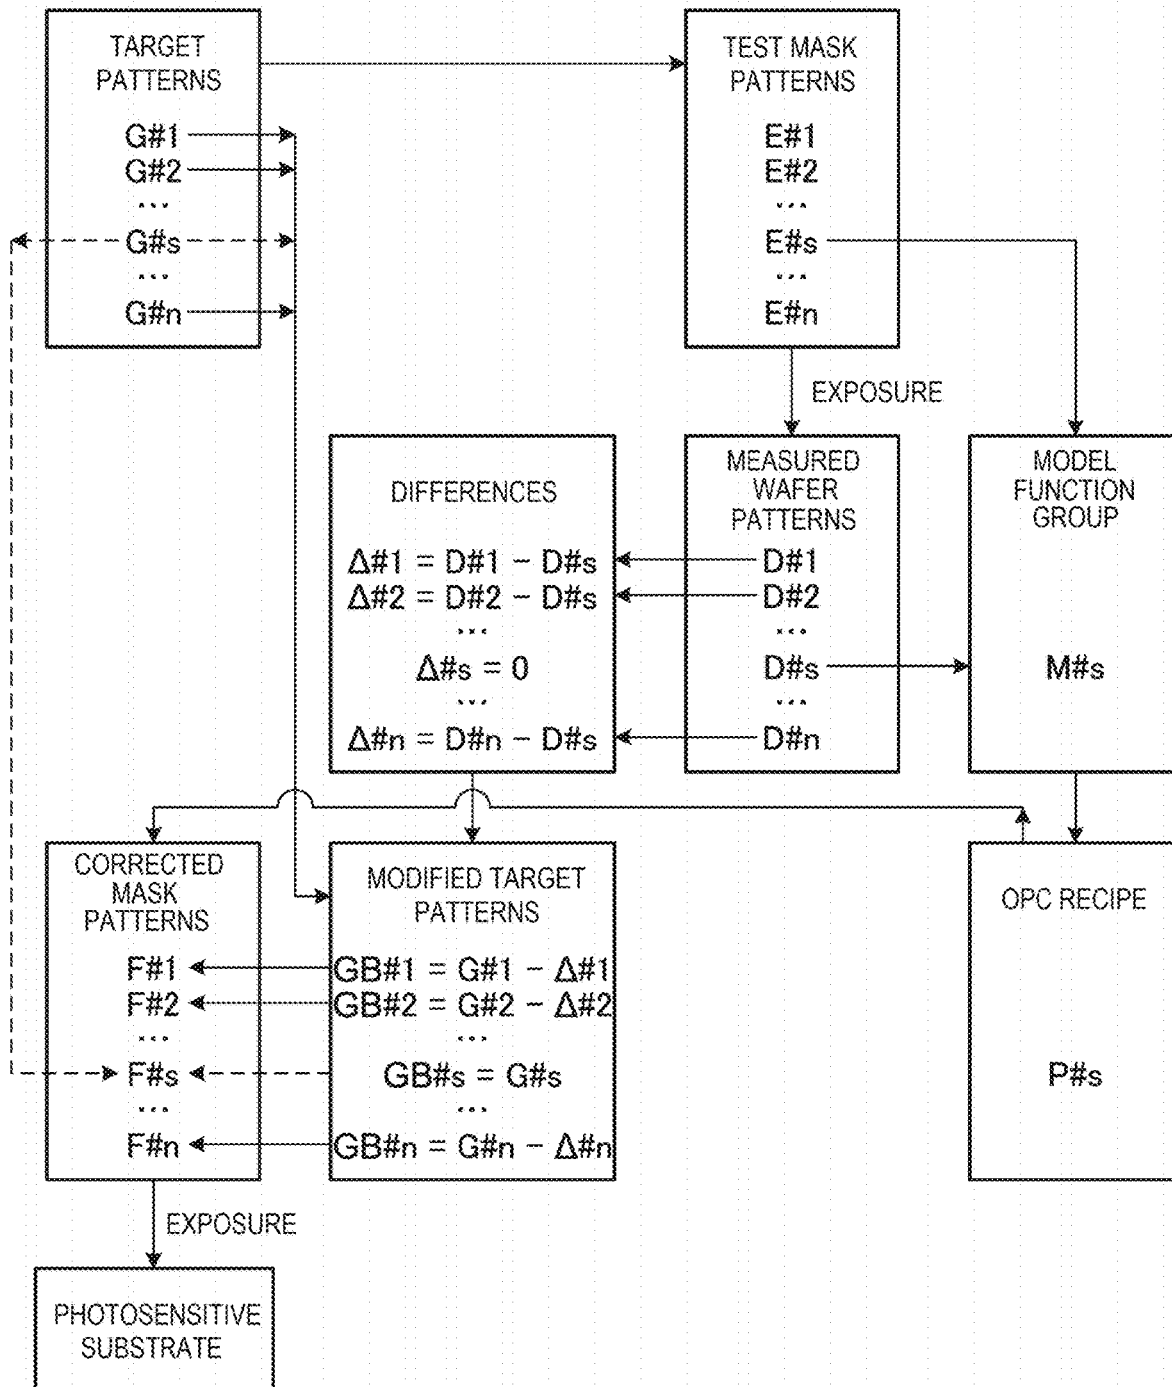 TARGET
PATTERNS
G#1
G#2
...
G#s
...
G#n
TEST MASK
PATTERNS
E#1
E#2
...
E#s
...
E#n
EXPOSURE
DIFFERENCES
Δ#1 = D#1 − D#s
Δ#2 = D#2 − D#s
...
Δ#s = 0
...
Δ#n = D#n − D#s
MEASURED
WAFER
PATTERNS
D#1
D#2
...
D#s
...
D#n
MODEL
FUNCTION
GROUP
M#s
CORRECTED
MASK
PATTERNS
F#1
F#2
...
F#s
...
F#n
MODIFIED TARGET
PATTERNS
GB#1 = G#1 − Δ#1
GB#2 = G#2 − Δ#2
...
GB#s = G#s
...
GB#n = G#n − Δ#n
OPC RECIPE
P#s
EXPOSURE
PHOTOSENSITIVE
SUBSTRATE